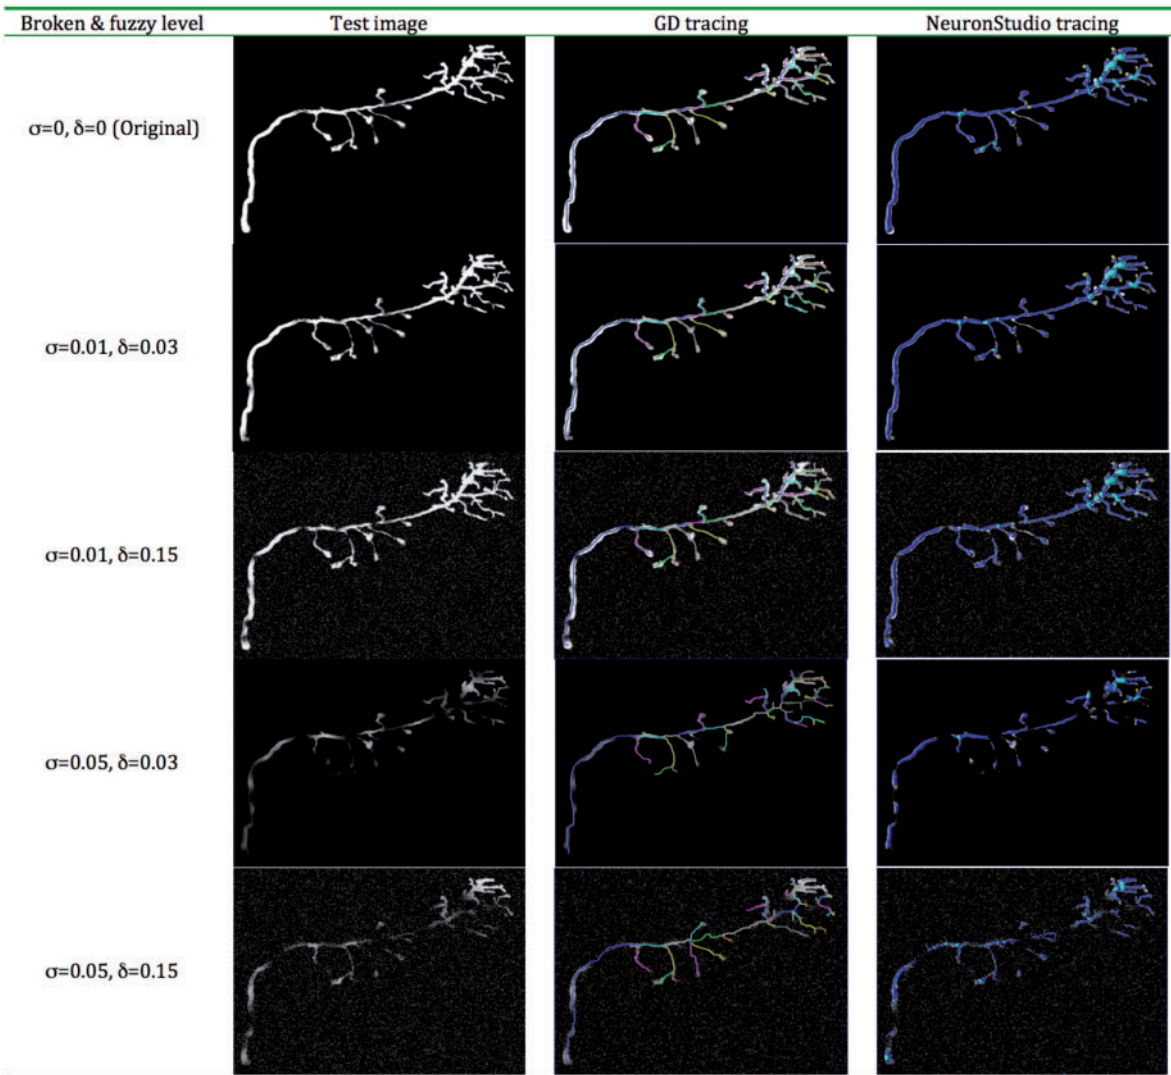 Broken & fuzzy level Test image GD tracing NeuronStudio tracing
σ=0, δ=0 (Original)
σ=0.01, δ=0.03
σ=0.01, δ=0.15
σ=0.05, δ=0.03
σ=0.05, δ=0.15